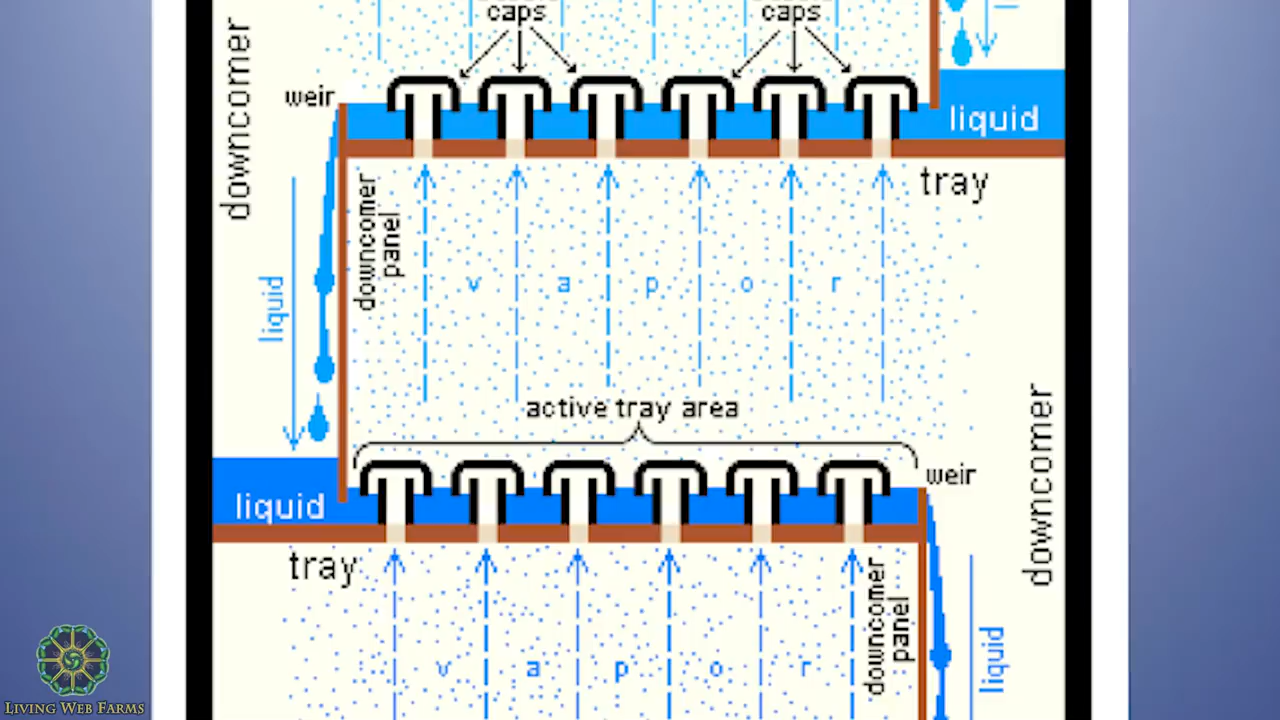 caps
caps
downcomer
weir
liquid
tray
downcomer
panel
liquid
v a p o r
active tray area
weir
downcomer
liquid
tray
downcomer
panel
liquid
v a p o r
LIVING WEB FARMS